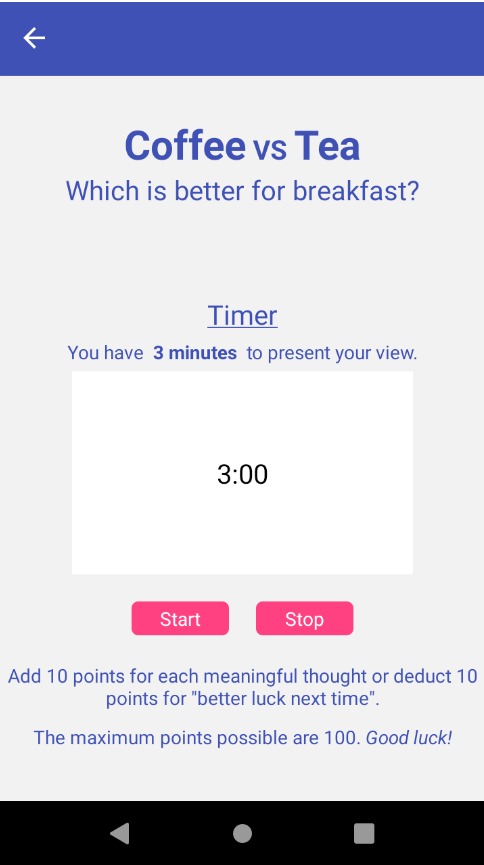 Coffee vs Tea
Which is better for breakfast?
Timer
You have 3 minutes to present your view.
3:00
Start Stop
Add 10 points for each meaningful thought or deduct 10
points for "better luck next time".
The maximum points possible are 100. Good luck!